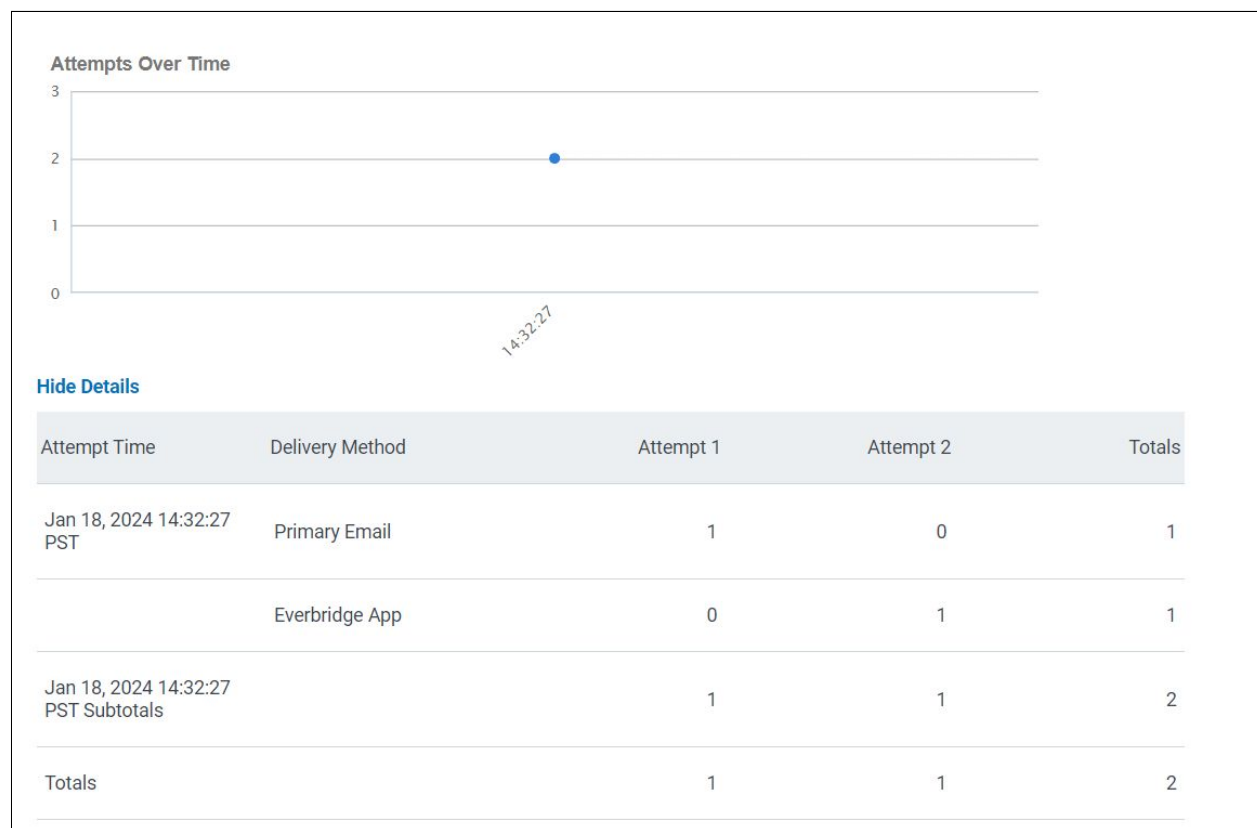 Attempts Over Time
3
2
1
0
14:32:27
Hide Details
Attempt Time Delivery Method Attempt 1 Attempt 2 Totals
Jan 18, 2024 14:32:27
PST
Primary Email 1 0 1
Everbridge App 0 1 1
Jan 18, 2024 14:32:27
PST Subtotals
1 1 2
Totals 1 1 2